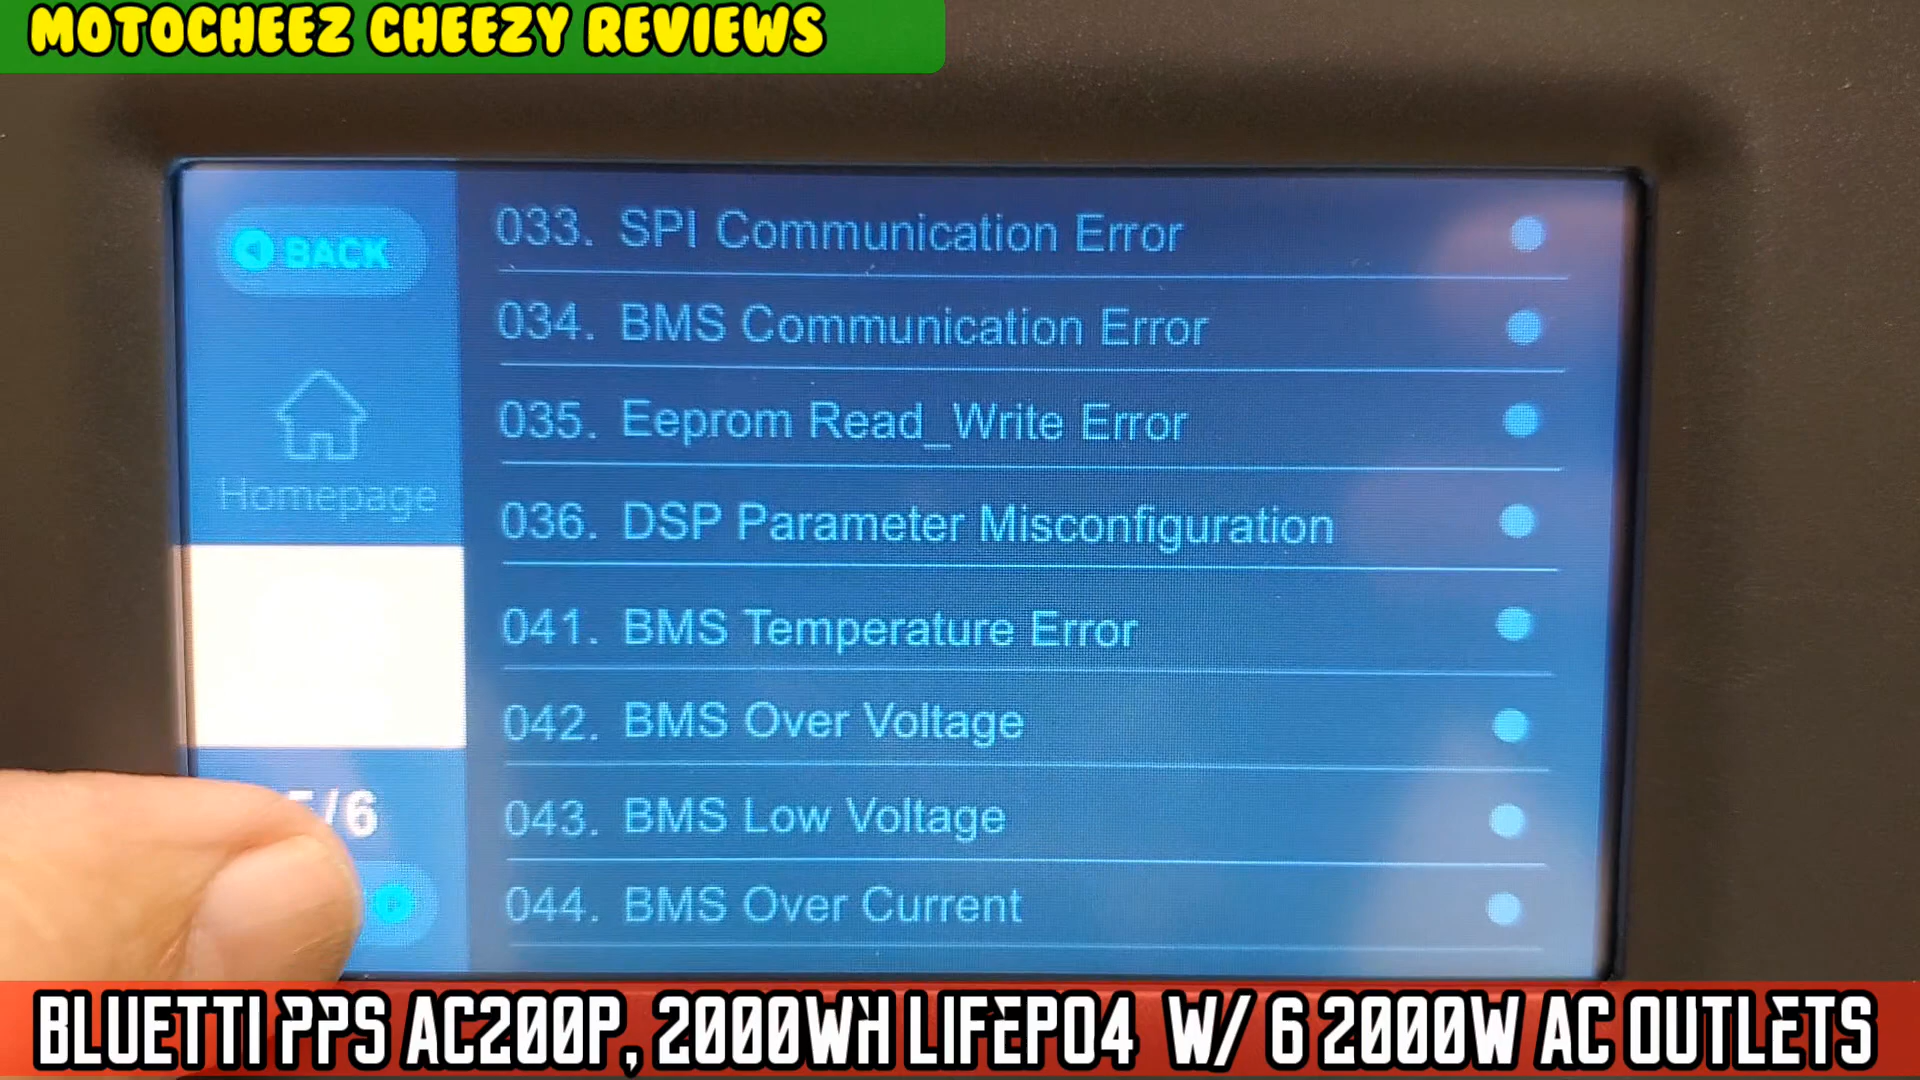 MOTOCHEEZ CHEEZY REVIEWS
BACK
Homepage
5/6
033. SPI Communication Error
034. BMS Communication Error
035. Eeprom Read_Write Error
036. DSP Parameter Misconfiguration
041. BMS Temperature Error
042. BMS Over Voltage
043. BMS Low Voltage
044. BMS Over Current
BLUETTI PPS AC200P, 2000WH LIFEPO4 W/ 6 2000W AC OUTLETS